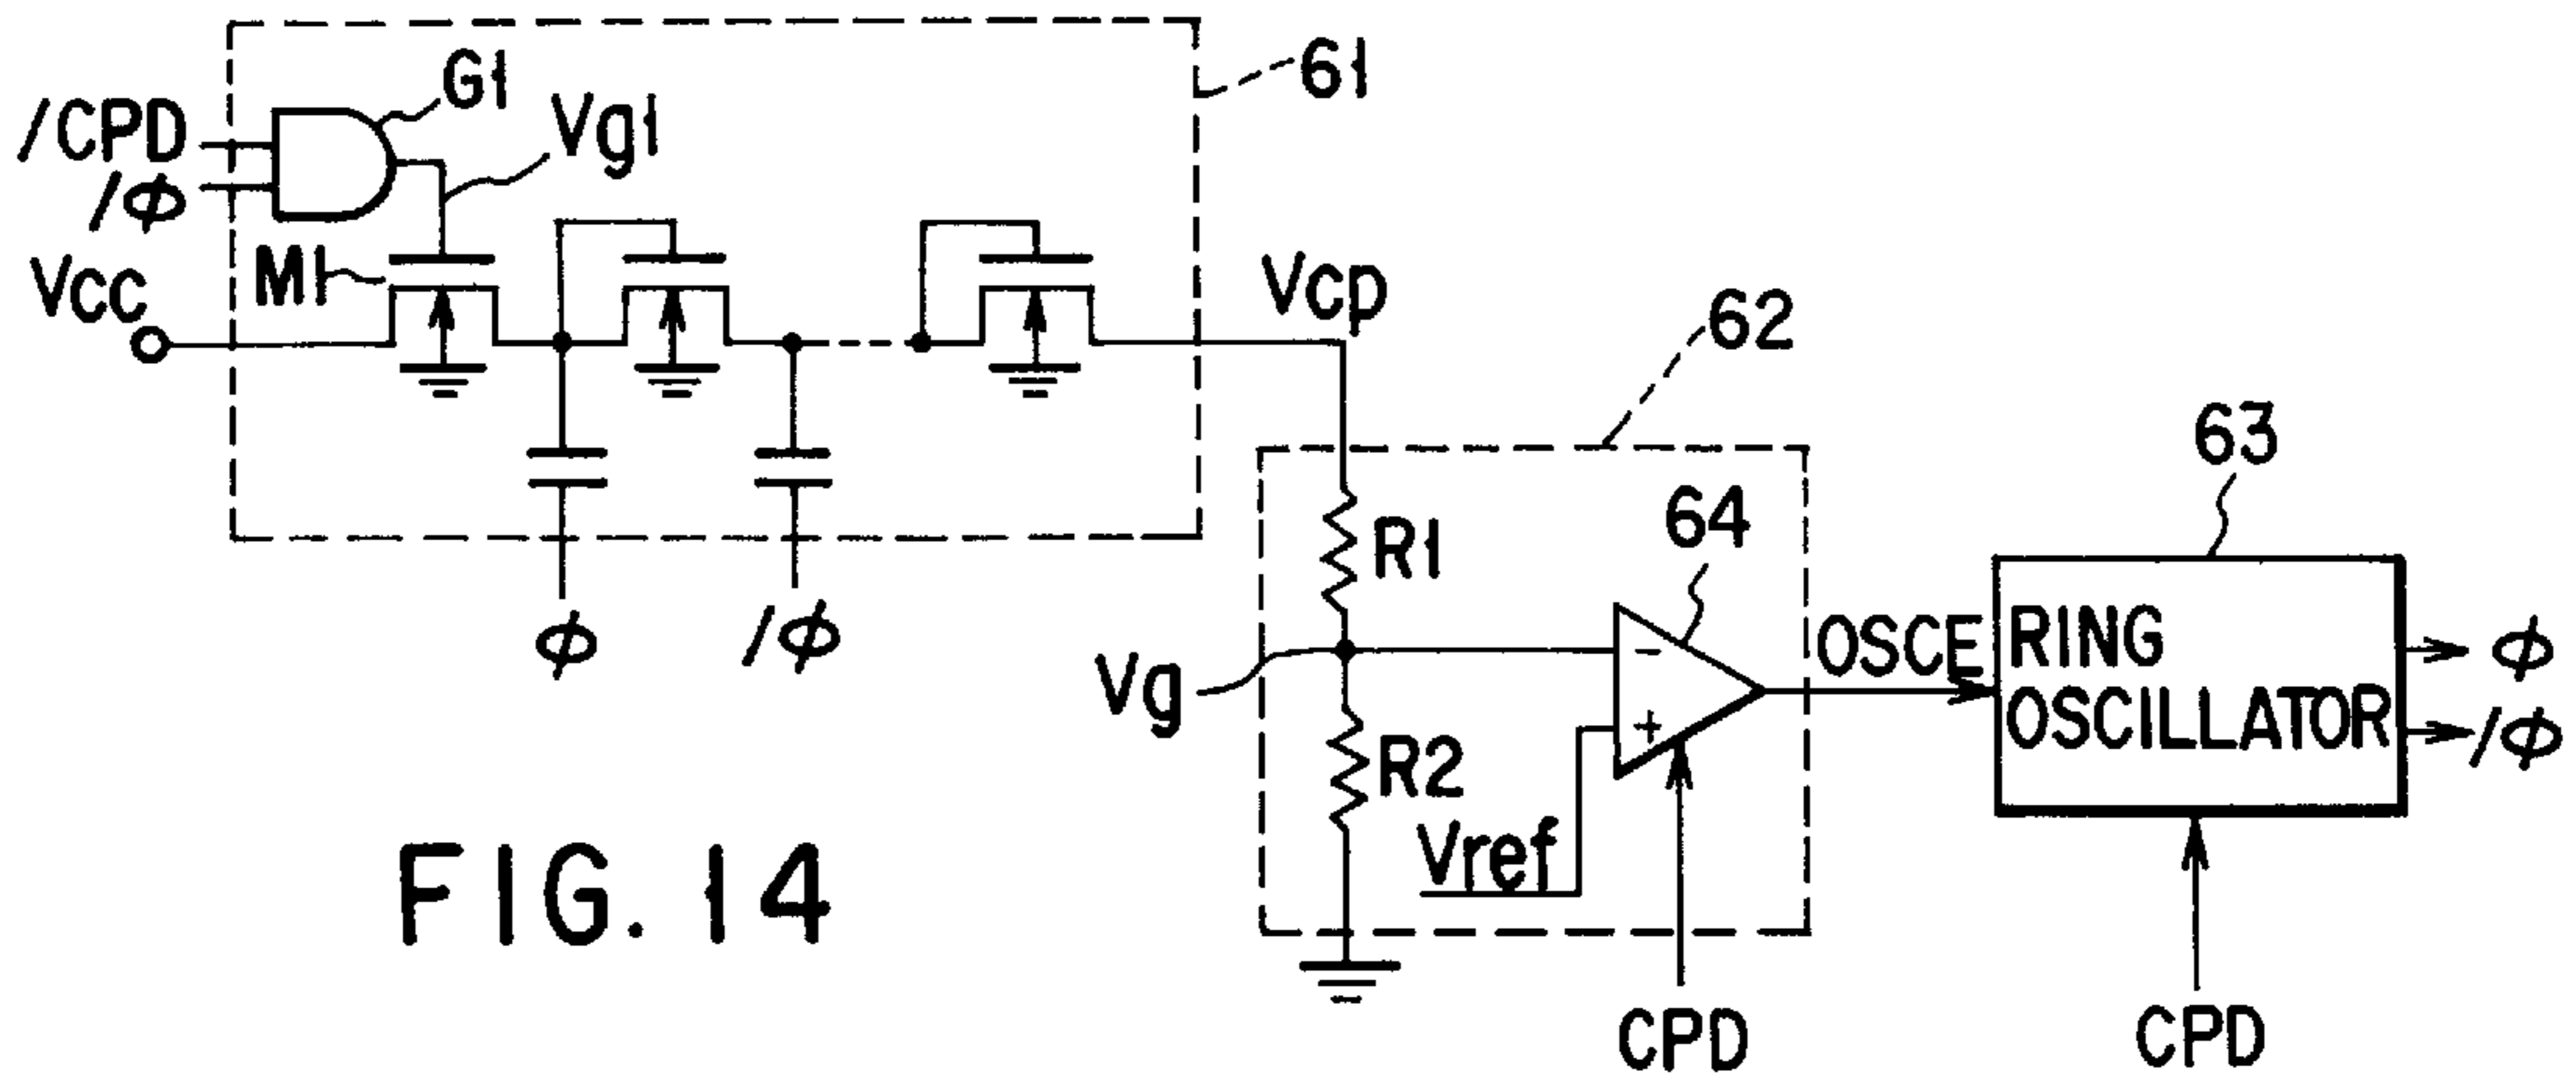 61
G1
Vg1
/CPD
/ϕ
M1
Vcc
Vcp
62
63
64
R1
ϕ
/ϕ
Vg
OSCE
RING
OSCILLATOR
ϕ
/ϕ
-
+
R2
Vref
FIG. 14
CPD
CPD